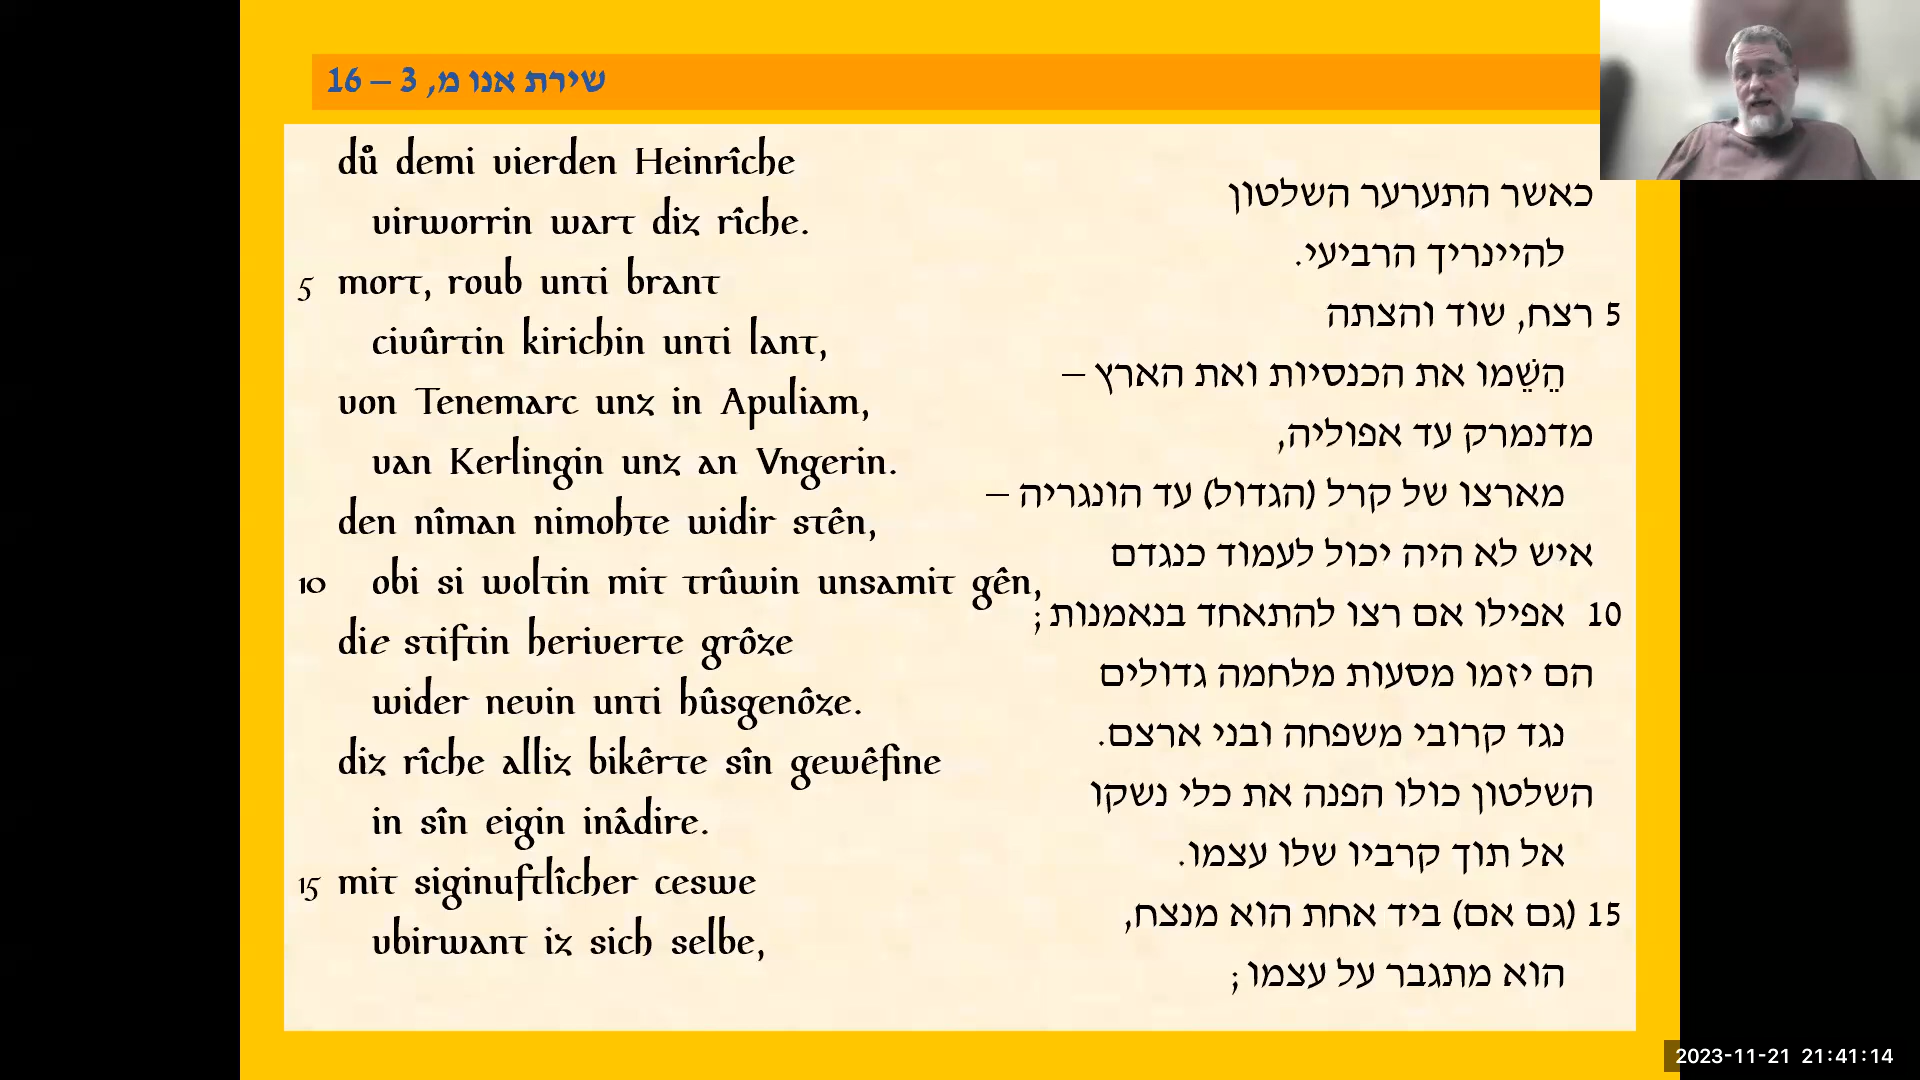 שירת אנו מ, 3 – 16
dů demi vierden Heinrîche
virworrin wart diz rîche.
5 mort, roub unti brant
civûrtin kirichin unti lant,
von Tenemarc unz in Apuliam,
van Kerlingin unz an Vngerin.
den nîman nimohte widir stên,
10 obi si woltin mit trûwin unsamit gên,
die stiftin heriverte grôze
wider nevin unti hûsgenôze.
diz rîche alliz bikêrte sîn gewêfine
in sîn eigin inâdire.
15 mit siginuftlîcher ceswe
vbirwant iz sich selbe,
כאשר התערער השלטון
להיינריך הרביעי.
5 רצח, שוד והצתה
הֵשֵׁמו את הכנסיות ואת הארץ –
מדנמרק עד אפוליה,
מארצו של קרל (הגדול) עד הונגריה –
איש לא היה יכול לעמוד כנגדם
10 אפילו אם רצו להתאחד בנאמנות;
הם יזמו מסעות מלחמה גדולים
נגד קרובי משפחה ובני ארצם.
השלטון כולו הפנה את כלי נשקו
אל תוך קרביו שלו עצמו.
15 (גם אם) ביד אחת הוא מנצח,
הוא מתגבר על עצמו;
2023-11-21 21:41:14